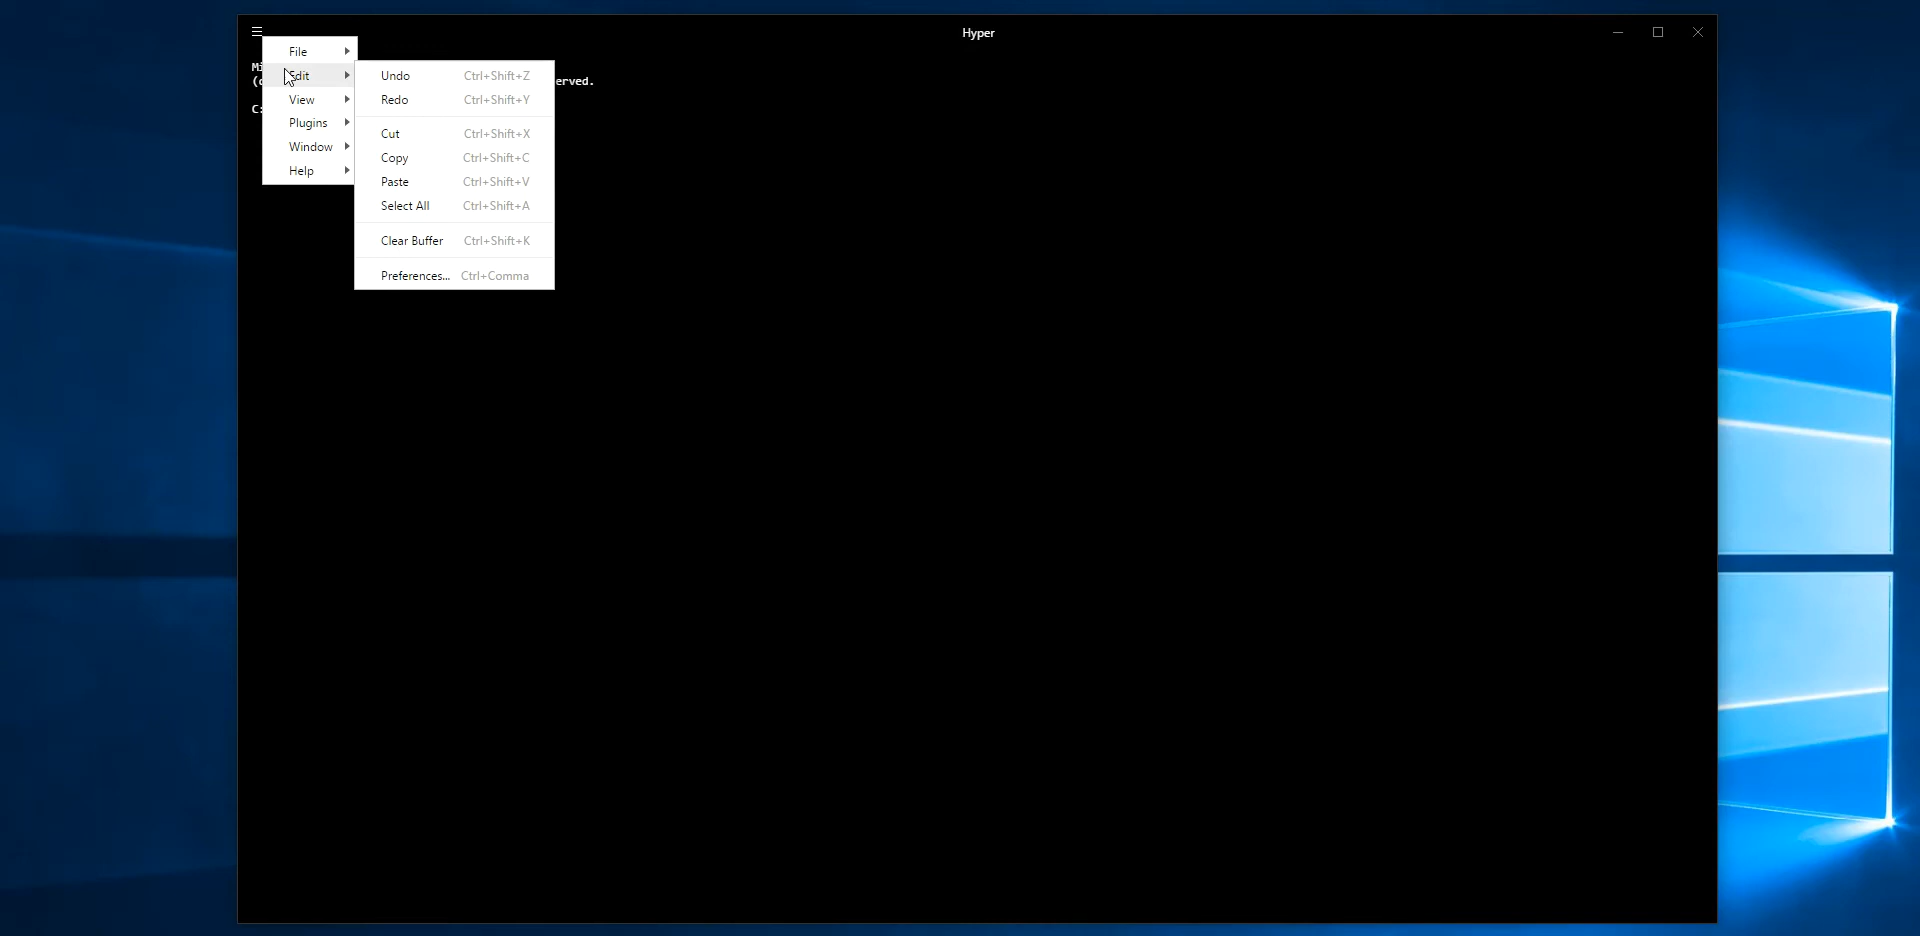 Hyper
File
Edit
View
Plugins
Window
Help
Undo Ctrl+Shift+Z
Redo Ctrl+Shift+Y
Cut Ctrl+Shift+X
Copy Ctrl+Shift+C
Paste Ctrl+Shift+V
Select All Ctrl+Shift+A
Clear Buffer Ctrl+Shift+K
Preferences... Ctrl+Comma
erved.
C: